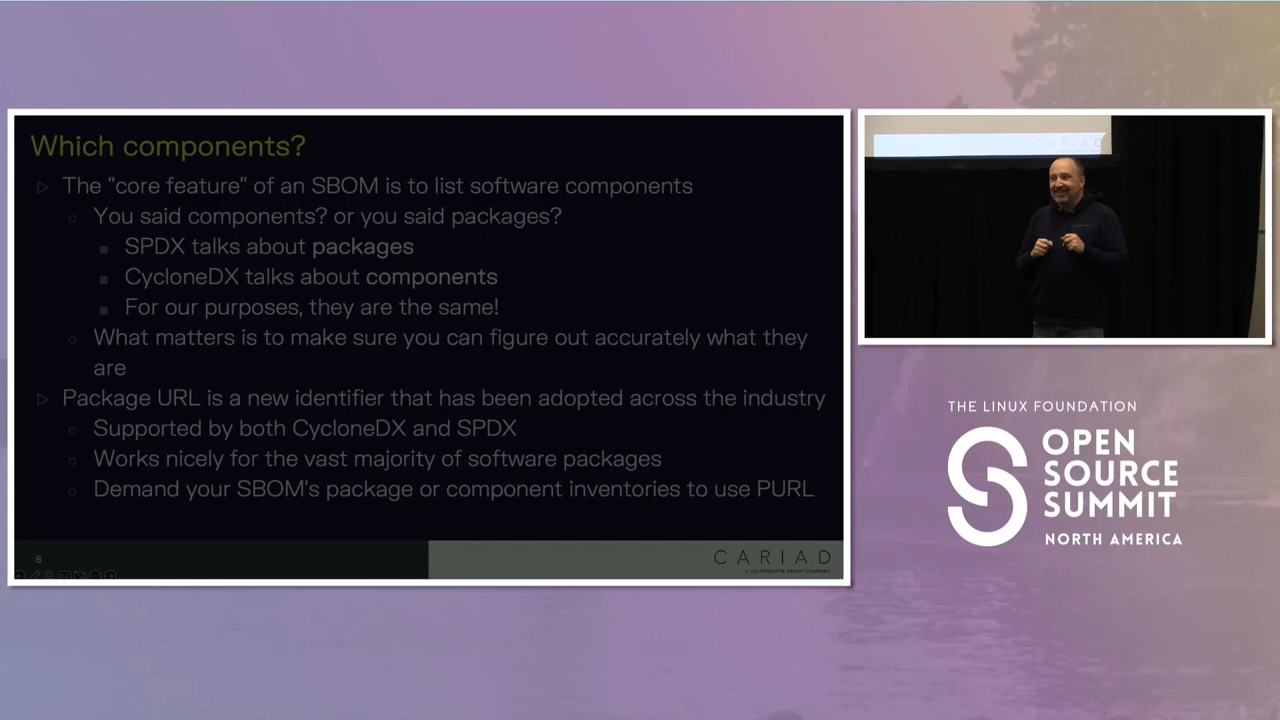 Which components?
The "core feature" of an SBOM is to list software components
You said components? or you said packages?
SPDX talks about packages
CycloneDX talks about components
For our purposes, they are the same!
What matters is to make sure you can figure out accurately what they
are
Package URL is a new identifier that has been adopted across the industry
Supported by both CycloneDX and SPDX
Works nicely for the vast majority of software packages
Demand your SBOM's package or component inventories to use PURL
8
CARIAD
A VOLKSWAGEN GROUP COMPANY
CARIAD
THE LINUX FOUNDATION
OPEN
SOURCE
SUMMIT
NORTH AMERICA